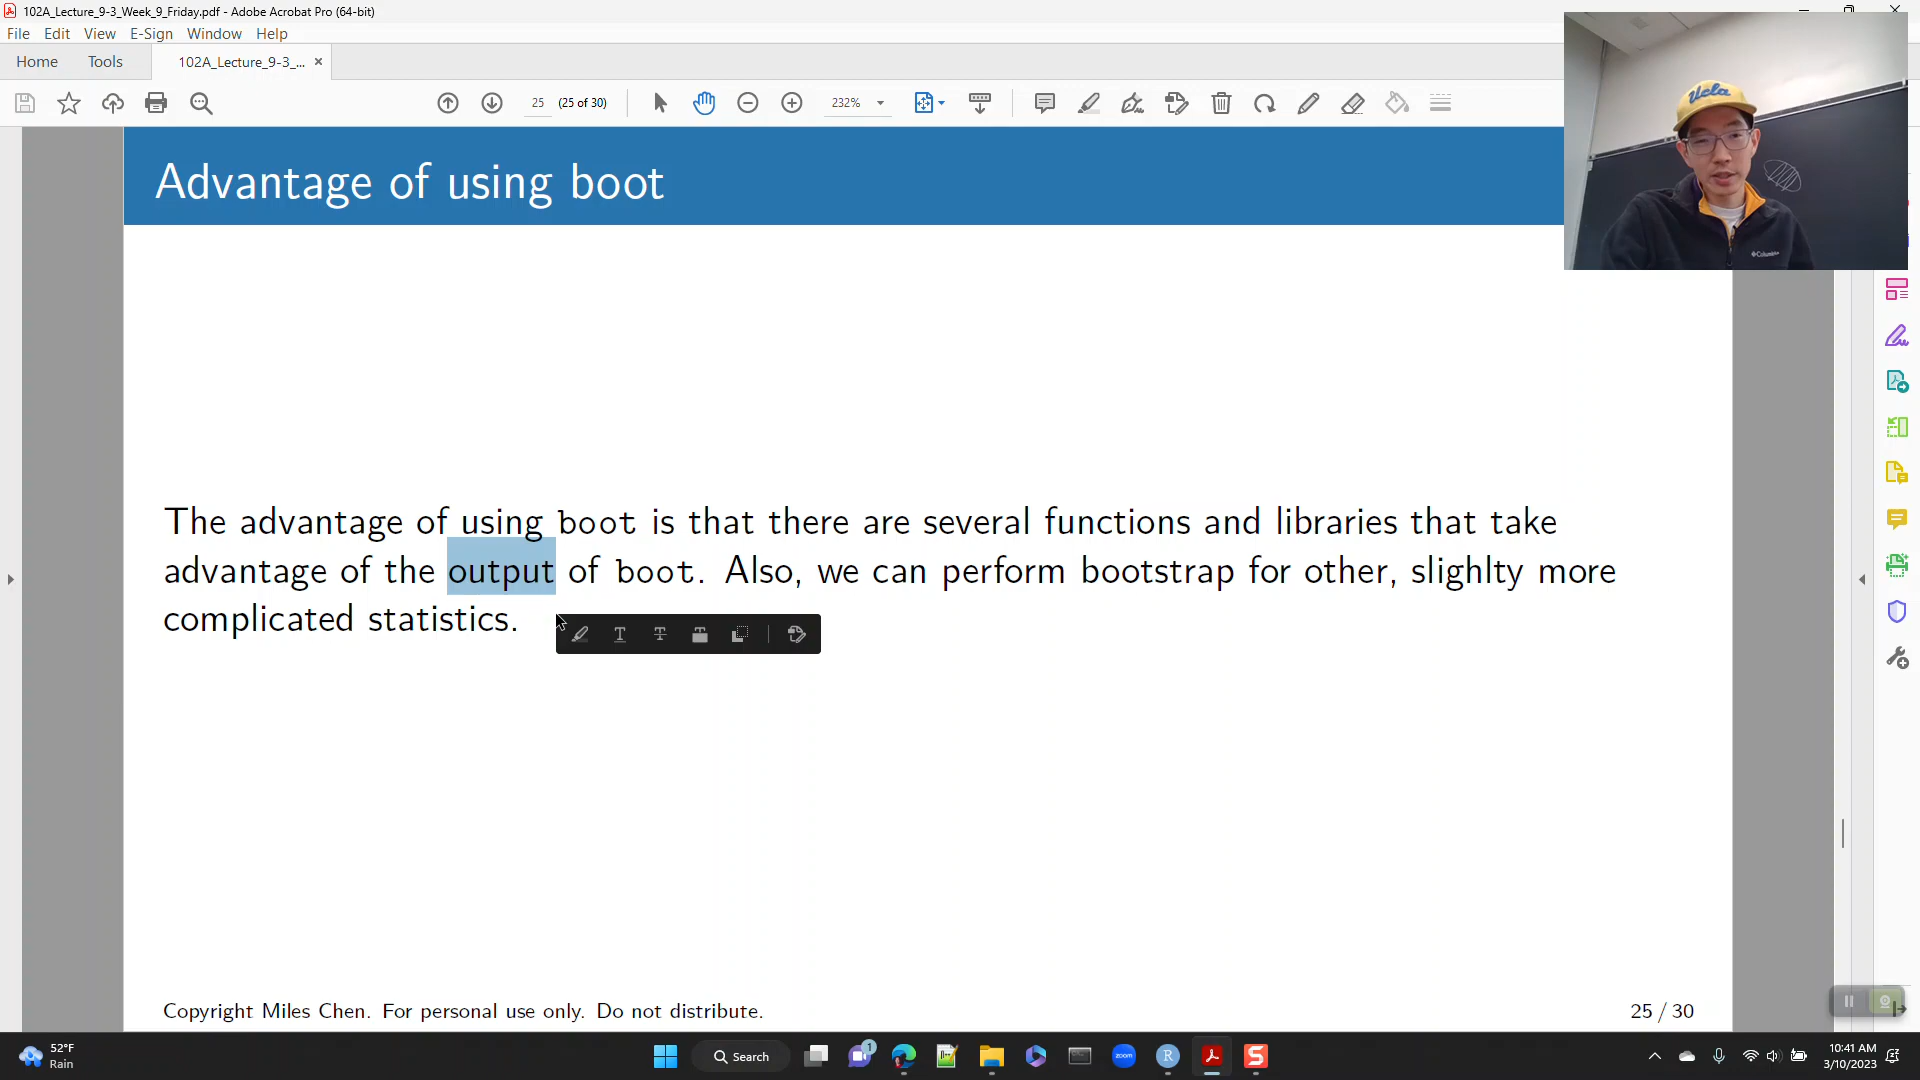 102A_Lecture_9-3_Week_9_Friday.pdf - Adobe Acrobat Pro (64-bit)
File Edit View E-Sign Window Help
Home Tools 102A_Lecture_9-3_... ×
25 (25 of 30) 232%
Ucla
Columbia
Advantage of using boot
The advantage of using boot is that there are several functions and libraries that take
advantage of the output of boot. Also, we can perform bootstrap for other, slighlty more
complicated statistics.
Copyright Miles Chen. For personal use only. Do not distribute.
25 / 30
52°F
Rain
Search
1
zoom
R
S
10:41 AM
3/10/2023